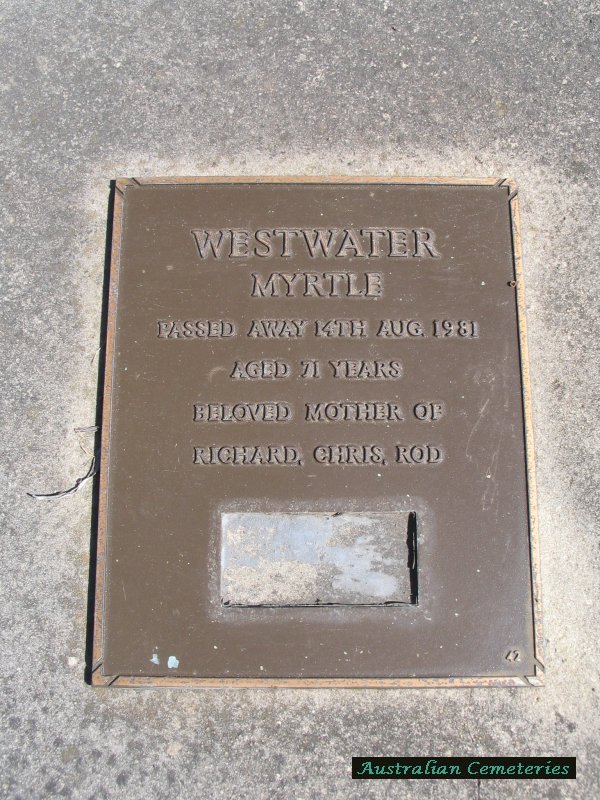 WESTWATER
MYRTLE
PASSED AWAY 14TH AUG. 1981
AGED 71 YEARS
BELOVED MOTHER OF
RICHARD, CHRIS, ROD
42
Australian Cemeteries